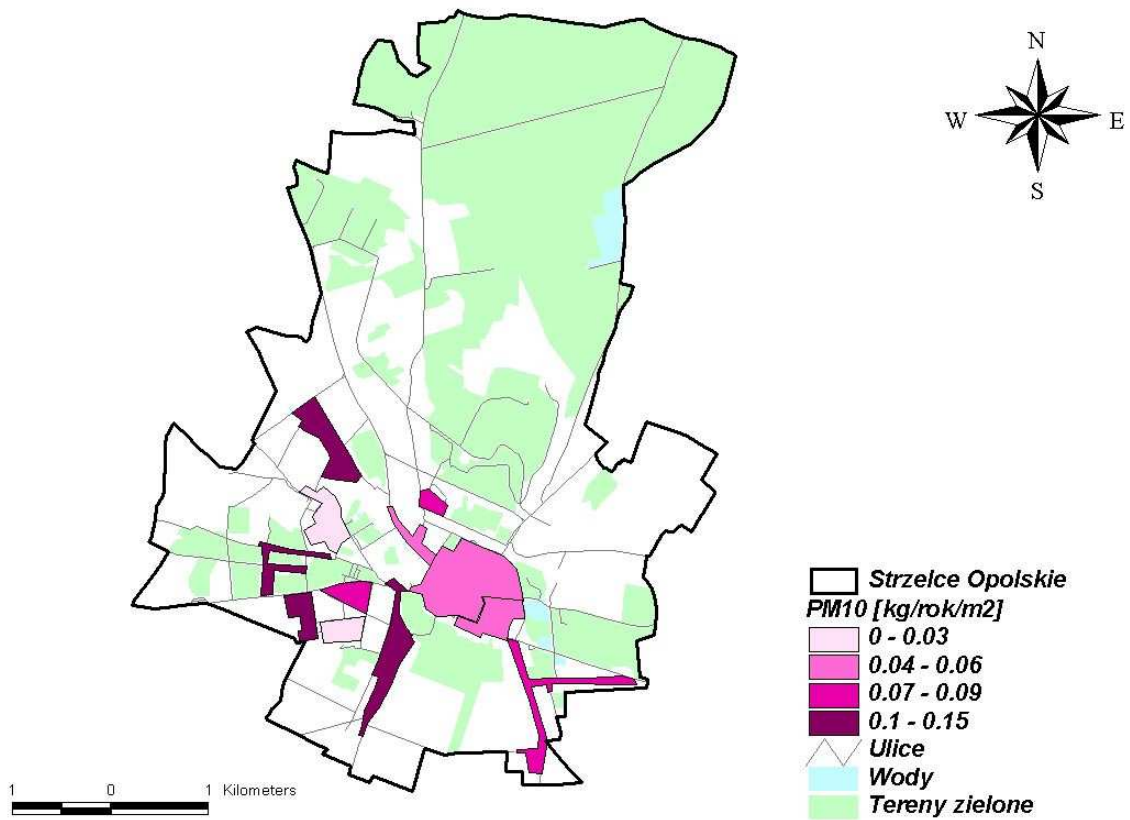 N
W E
S
Strzelce Opolskie
PM10 [kg/rok/m2]
0 - 0.03
0.04 - 0.06
0.07 - 0.09
0.1 - 0.15
Ulice
Wody
Tereny zielone
1 0 1 Kilometers